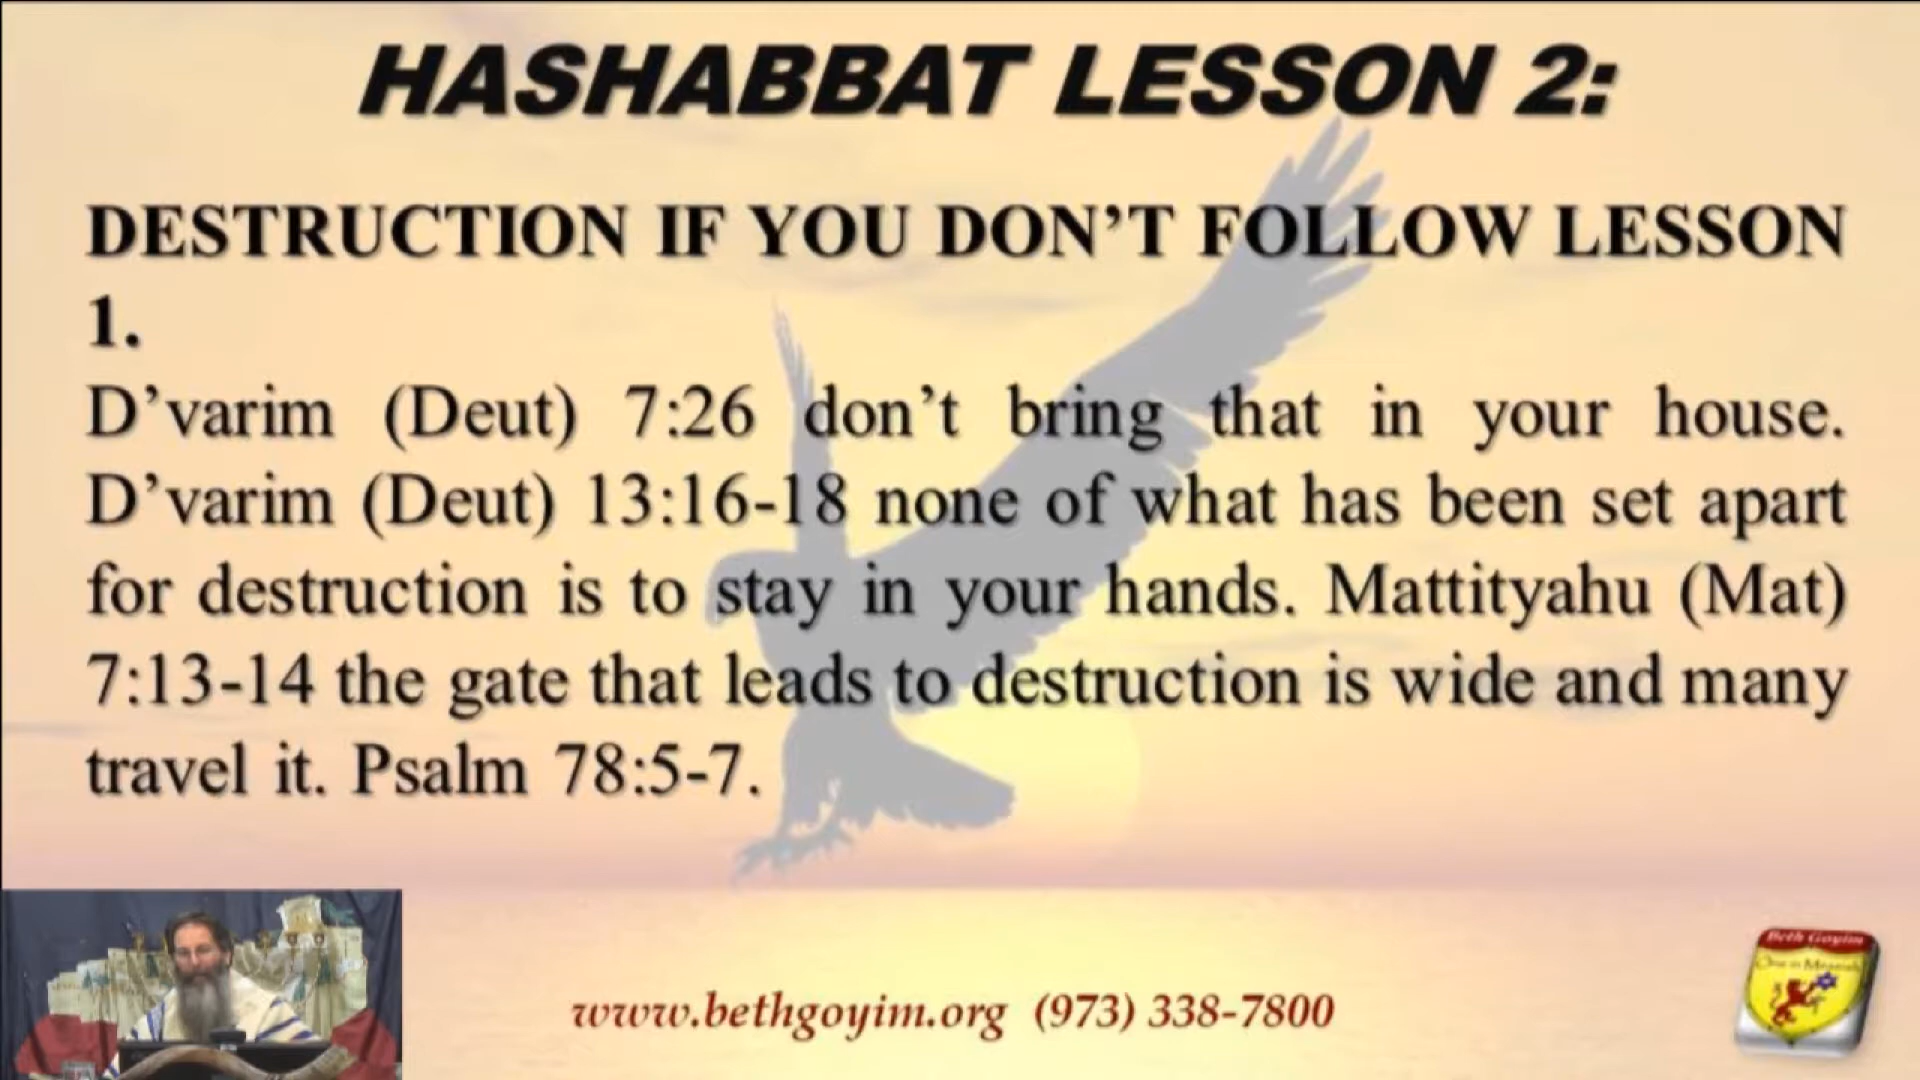 HASHABBAT LESSON 2:
DESTRUCTION IF YOU DON’T FOLLOW LESSON
1.
D’varim (Deut) 7:26 don’t bring that in your house.
D’varim (Deut) 13:16-18 none of what has been set apart
for destruction is to stay in your hands. Mattityahu (Mat)
7:13-14 the gate that leads to destruction is wide and many
travel it. Psalm 78:5-7.
www.bethgoyim.org (973) 338-7800
Beth Goyim
One in Messiah